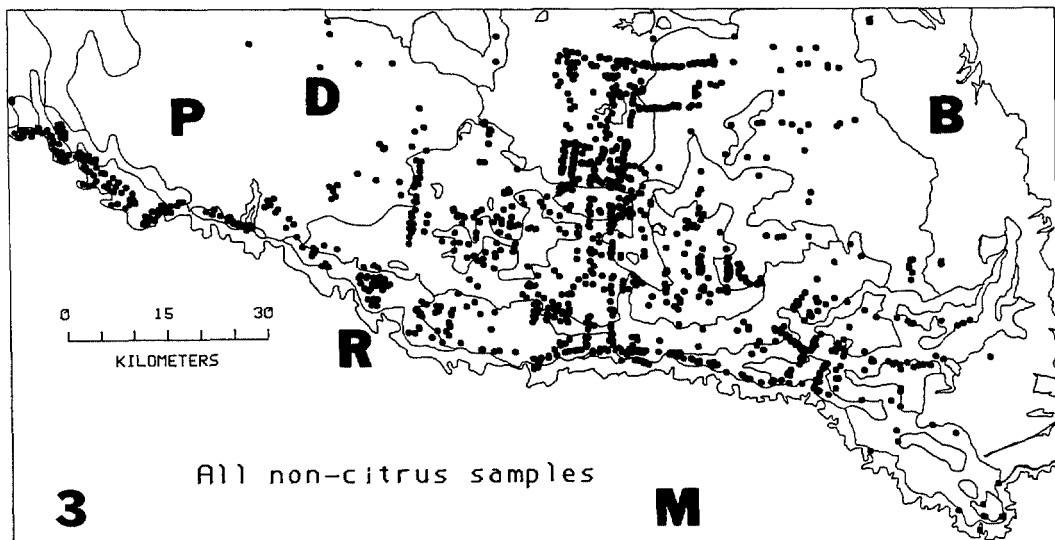 P D B
0 15 30
KILOMETERS
R
All non-citrus samples
3 M